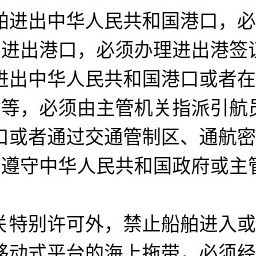 舶进出中华人民共和国港口，必
进出港口，必须办理进出港签
进出中华人民共和国港口或者在
等，必须由主管机关指派引航
口或者通过交通管制区、通航密
遵守中华人民共和国政府或主管
特别许可外，禁止船舶进入或
移动式平台的海上拖带，必须经